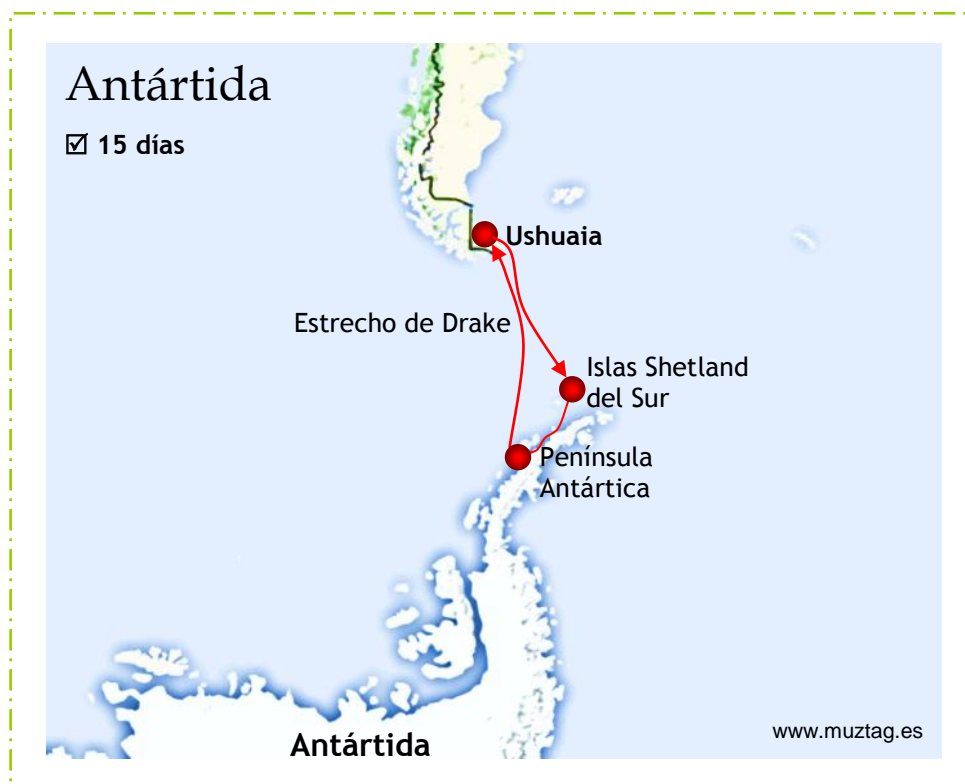 Antártida
☑ 15 días
Ushuaia
Estrecho de Drake
Islas Shetland
del Sur
Península
Antártica
Antártida
www.muztag.es